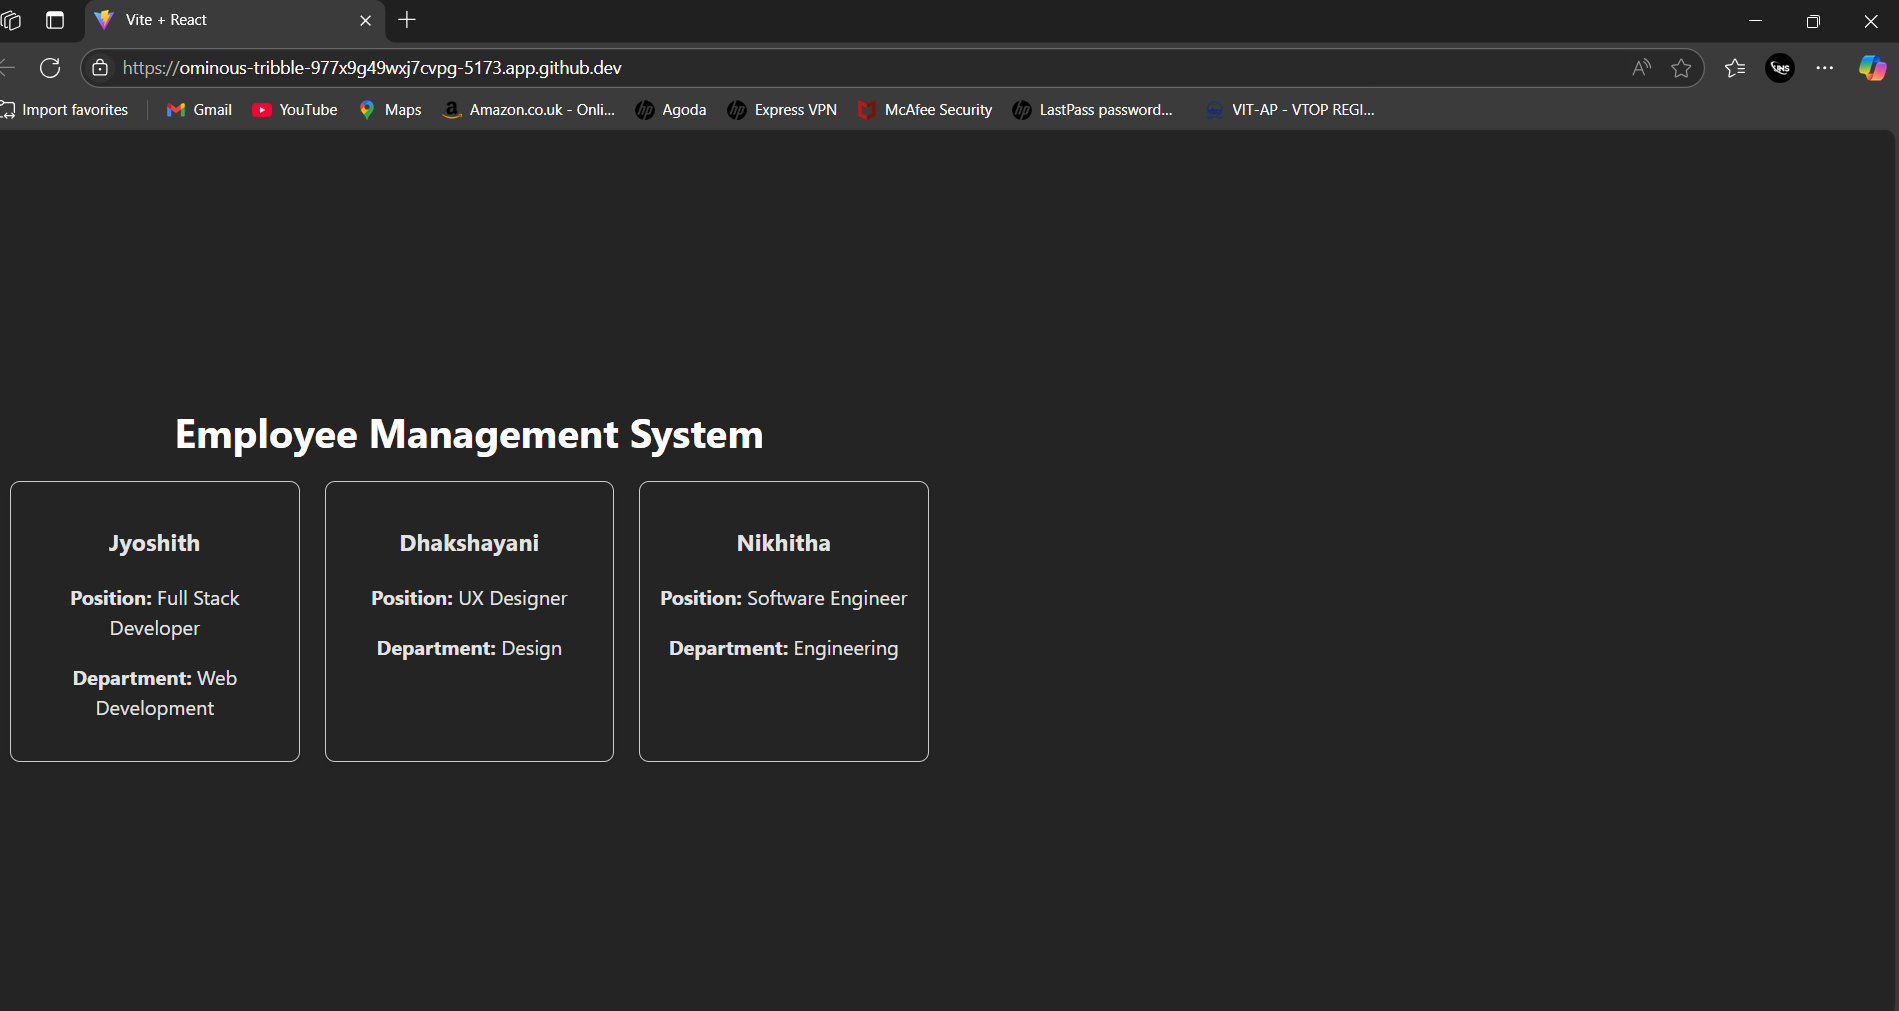 Vite + React
https://ominous-tribble-977x9g49wxj7cvpg-5173.app.github.dev
Import favorites Gmail YouTube Maps Amazon.co.uk - Onli... Agoda Express VPN McAfee Security LastPass password... VIT-AP - VTOP REGI...
Employee Management System
Jyoshith
Position: Full Stack
Developer
Department: Web
Development
Dhakshayani
Position: UX Designer
Department: Design
Nikhitha
Position: Software Engineer
Department: Engineering